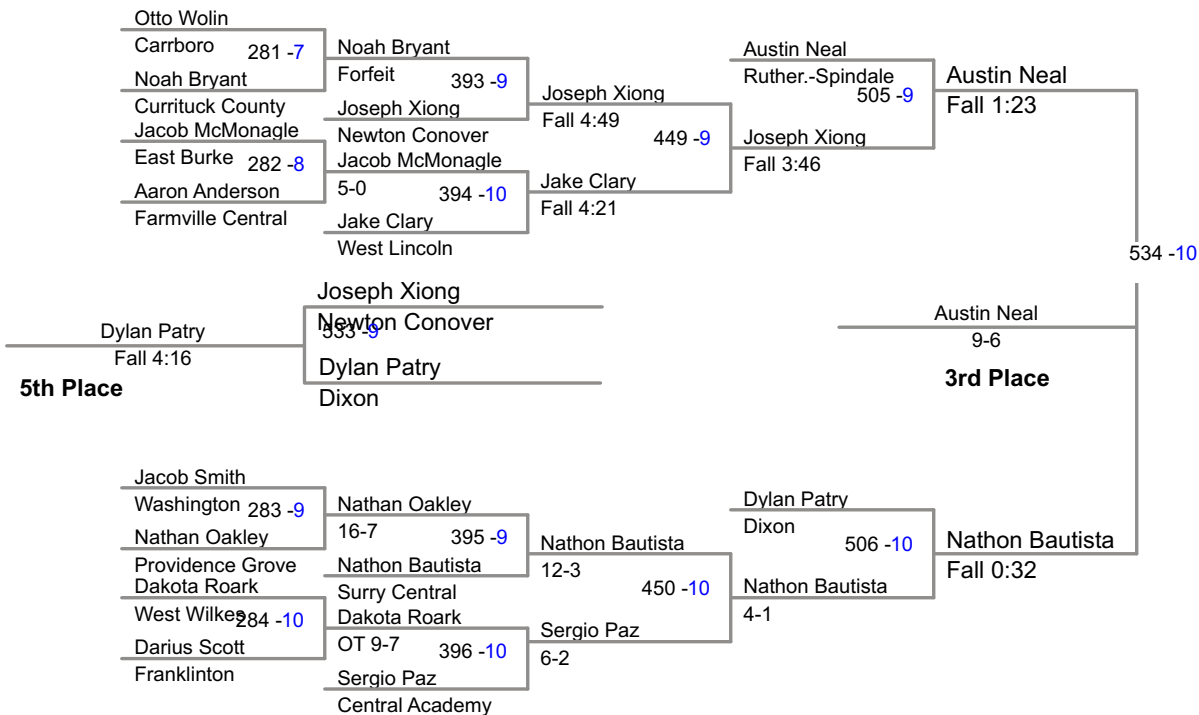 Otto Wolin
Carrboro
281 -7
Noah Bryant
Currituck County
Jacob McMonagle
East Burke
282 -8
Aaron Anderson
Farmville Central
Noah Bryant
Forfeit
393 -9
Joseph Xiong
Newton Conover
Jacob McMonagle
5-0
394 -10
Jake Clary
West Lincoln
Joseph Xiong
Fall 4:49
449 -9
Jake Clary
Fall 4:21
Austin Neal
Ruther.-Spindale
505 -9
Joseph Xiong
Fall 3:46
Austin Neal
Fall 1:23
534 -10
Joseph Xiong
Newton Conover
533 -9
Dylan Patry
Dixon
Dylan Patry
Fall 4:16
5th Place
Austin Neal
9-6
3rd Place
Jacob Smith
Washington
283 -9
Nathan Oakley
Providence Grove
Dakota Roark
West Wilkes
284 -10
Darius Scott
Franklinton
Nathan Oakley
16-7
395 -9
Nathon Bautista
Surry Central
Dakota Roark
OT 9-7
396 -10
Sergio Paz
Central Academy
Nathon Bautista
12-3
450 -10
Sergio Paz
6-2
Dylan Patry
Dixon
506 -10
Nathon Bautista
4-1
Nathon Bautista
Fall 0:32